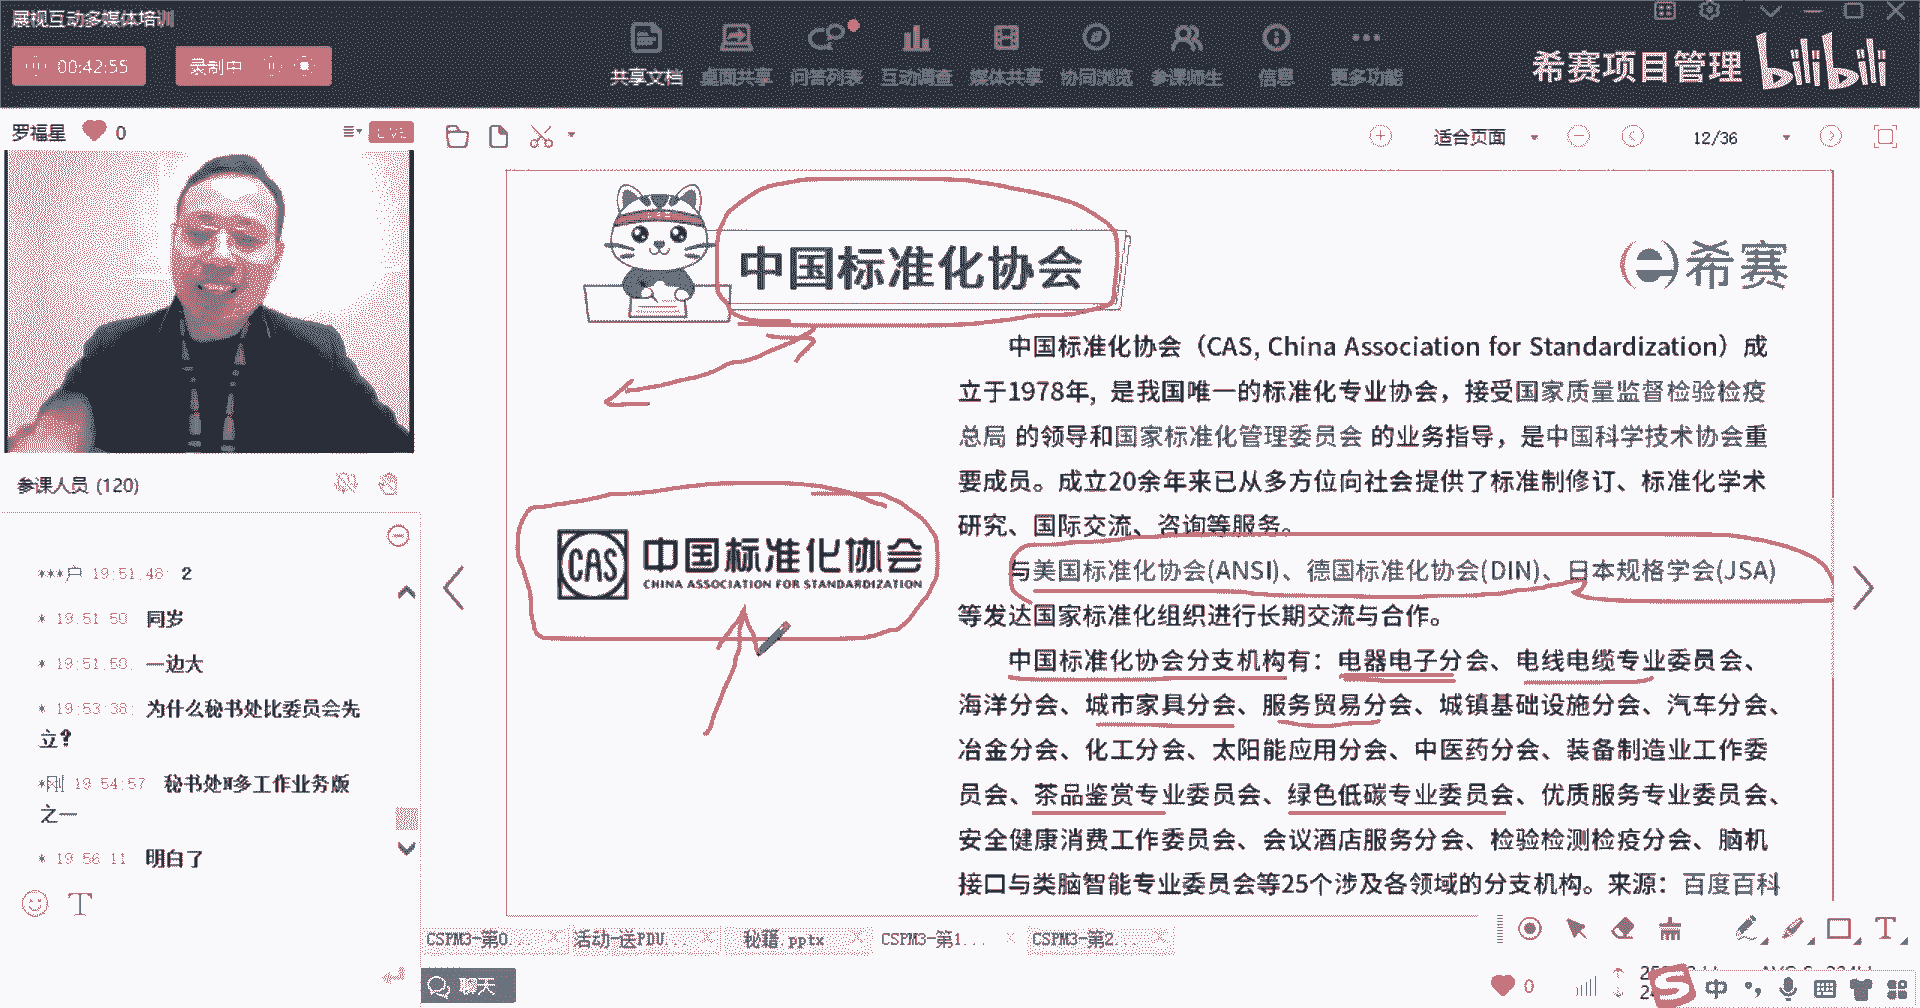 展视互动多媒体培训
00:42:55
录制中
共享文档
桌面共享
问答列表
互动调查
媒体共享
协同浏览
参课师生
信息
更多功能
希赛项目管理
bilibili
罗福星
0
LIVE
适合页面
12/36
中国标准化协会
希赛
中国标准化协会（CAS, China Association for Standardization）成
立于1978年, 是我国唯一的标准化专业协会，接受国家质量监督检验检疫
总局 的领导和国家标准化管理委员会 的业务指导，是中国科学技术协会重
要成员。成立20余年来已从多方位向社会提供了标准制修订、标准化学术
研究、国际交流、咨询等服务。
与美国标准化协会(ANSI)、德国标准化协会(DIN)、日本规格学会(JSA)
等发达国家标准化组织进行长期交流与合作。
中国标准化协会分支机构有：电器电子分会、电线电缆专业委员会、
海洋分会、城市家具分会、服务贸易分会、城镇基础设施分会、汽车分会、
冶金分会、化工分会、太阳能应用分会、中医药分会、装备制造业工作委
员会、茶品鉴赏专业委员会、绿色低碳专业委员会、优质服务专业委员会、
安全健康消费工作委员会、会议酒店服务分会、检验检测检疫分会、脑机
接口与类脑智能专业委员会等25个涉及各领域的分支机构。来源：百度百科
CAS
中国标准化协会
CHINA ASSOCIATION FOR STANDARDIZATION
参课人员 (120)
***户 19:51:48: 2
* 19:51:50 同岁
* 19:51:58: 一边大
* 19:53:38: 为什么秘书处比委员会先
立?
*刚 19:54:57 秘书处 多工作业务版
之一
* 19:56:11 明白了
T
CSPM3-第0...
活动-送PDU...
秘籍.pptx
CSPM3-第1...
CSPM3-第2...
T
聊天
0
S
中